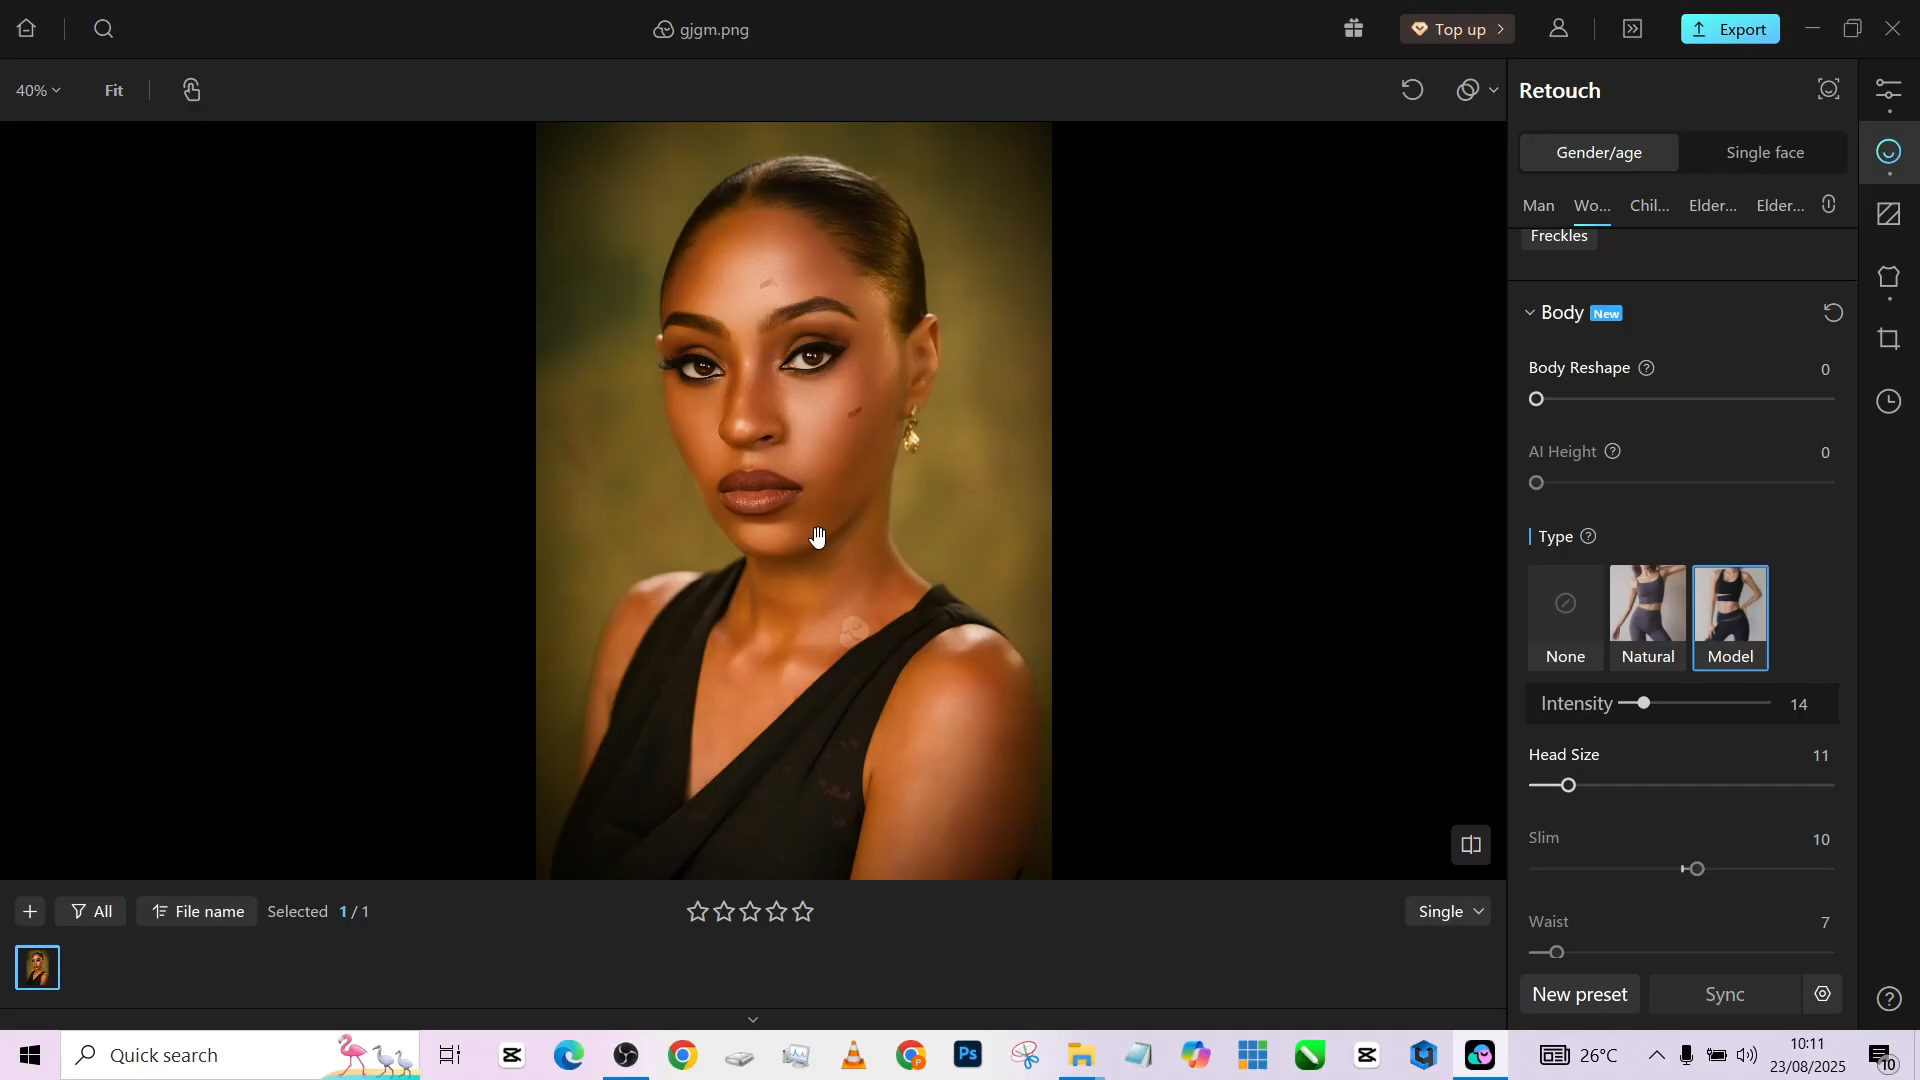 gjgm.png
Top up
Export
40%
Fit
Retouch
Gender/age
Single face
Man
Wo...
Chil...
Elder...
Elder...
Freckles
Body New
Body Reshape
0
AI Height
0
Type
None
Natural
Model
Intensity
14
Head Size
11
Slim
10
Waist
7
New preset
Sync
All
File name
Selected 1/1
Single
Quick search
Ps
26°C
10:11
23/08/2025
10